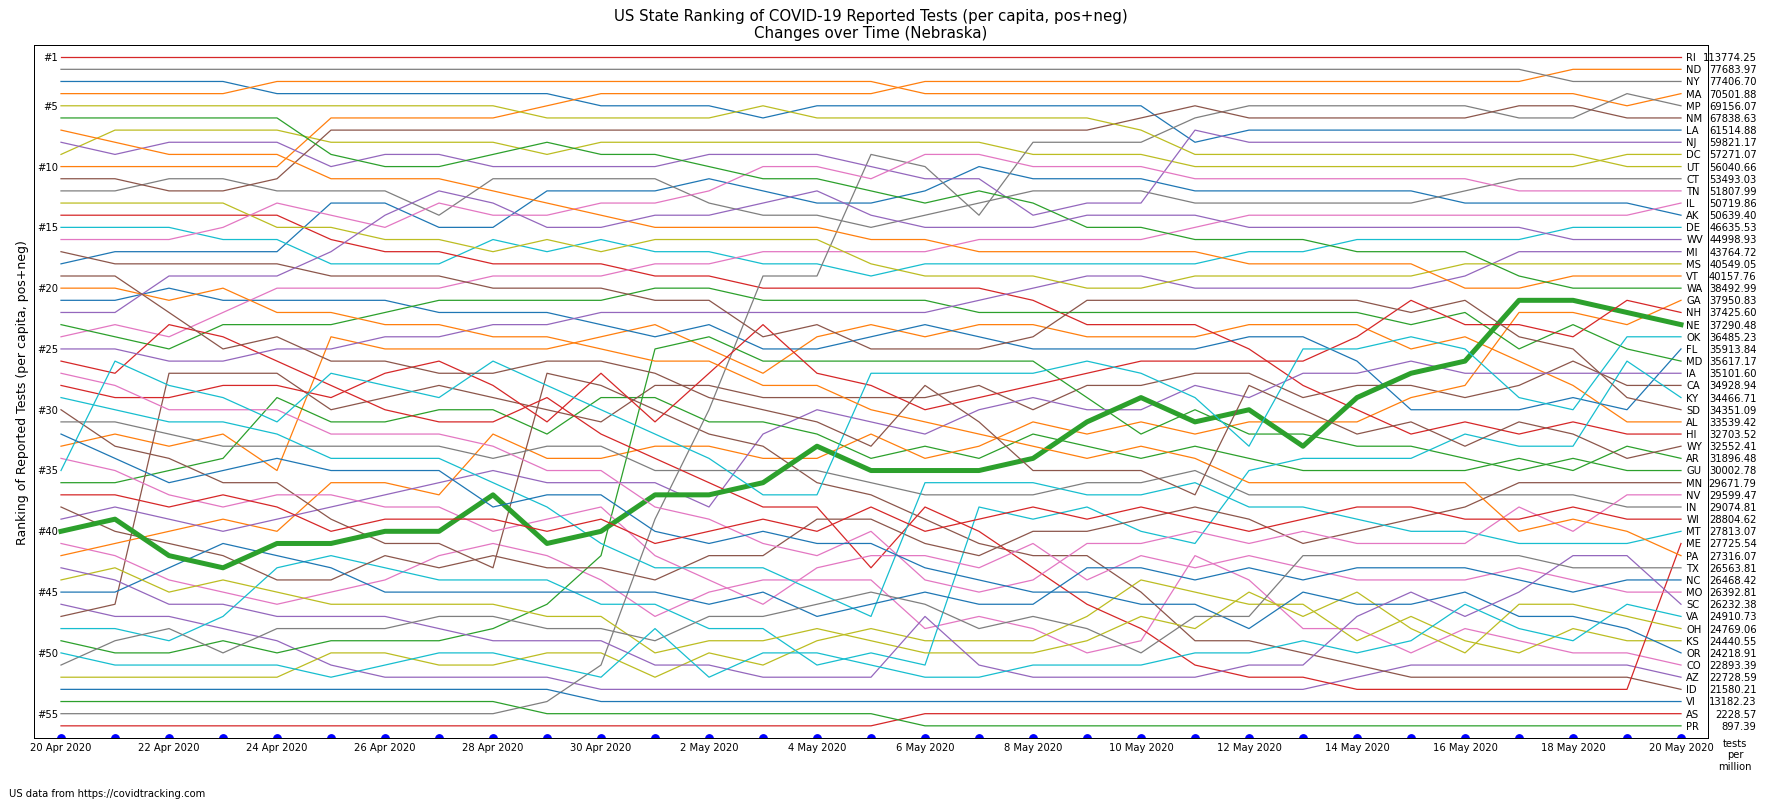 US State Ranking of COVID-19 Reported Tests (per capita, pos+neg)
Changes over Time (Nebraska)
Ranking of Reported Tests (per capita, pos+neg)
#1
#5
#10
#15
#20
#25
#30
#35
#40
#45
#50
#55
RI 113774.25
ND 77683.97
NY 77406.70
MA 70501.88
MP 69156.07
NM 67838.63
LA 61514.88
NJ 59821.17
DC 57271.07
UT 56040.66
CT 53493.03
TN 51807.99
IL 50719.86
AK 50639.40
DE 46635.53
WV 44998.93
MI 43764.72
MS 40549.05
VT 40157.76
WA 38492.99
GA 37950.83
NH 37425.60
NE 37290.48
OK 36485.23
FL 35913.84
MD 35617.17
IA 35101.60
CA 34928.94
KY 34466.71
SD 34351.09
AL 33539.42
HI 32703.52
WY 32552.41
AR 31896.48
GU 30002.78
MN 29671.79
NV 29599.47
IN 29074.81
WI 28804.62
MT 27813.07
ME 27725.54
PA 27316.07
TX 26563.81
NC 26468.42
MO 26392.81
SC 26232.38
VA 24910.73
OH 24769.06
KS 24440.55
OR 24218.91
CO 22893.39
AZ 22728.59
ID 21580.21
VI 13182.23
AS 2228.57
PR 897.39
20 Apr 2020 22 Apr 2020 24 Apr 2020 26 Apr 2020 28 Apr 2020 30 Apr 2020 2 May 2020 4 May 2020 6 May 2020 8 May 2020 10 May 2020 12 May 2020 14 May 2020 16 May 2020 18 May 2020 20 May 2020
tests
per
million
US data from https://covidtracking.com